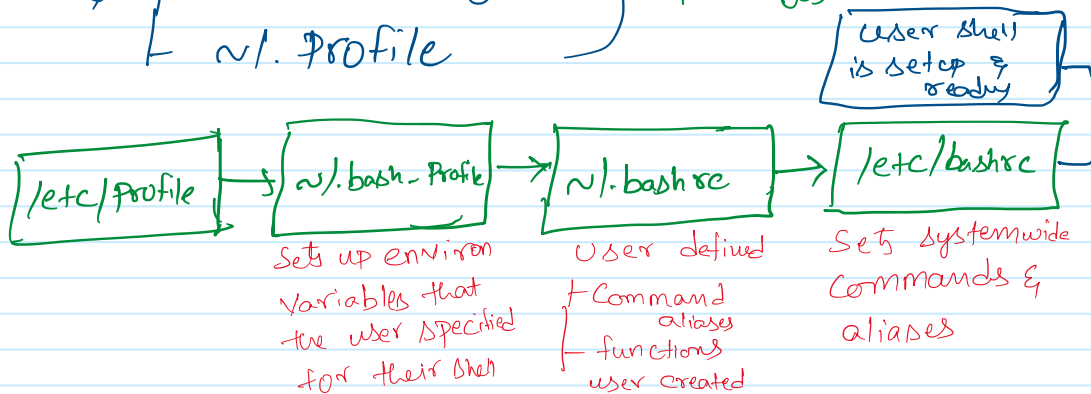 ~/. Profile
User shell
is setup &
ready
/etc/Profile
~/.bash_Profile
~/.bashrc
/etc/bashrc
Sets up environ
variables that
the user specified
for their shell
User defined
Command
aliases
functions
user created
Sets systemwide
Commands &
aliases